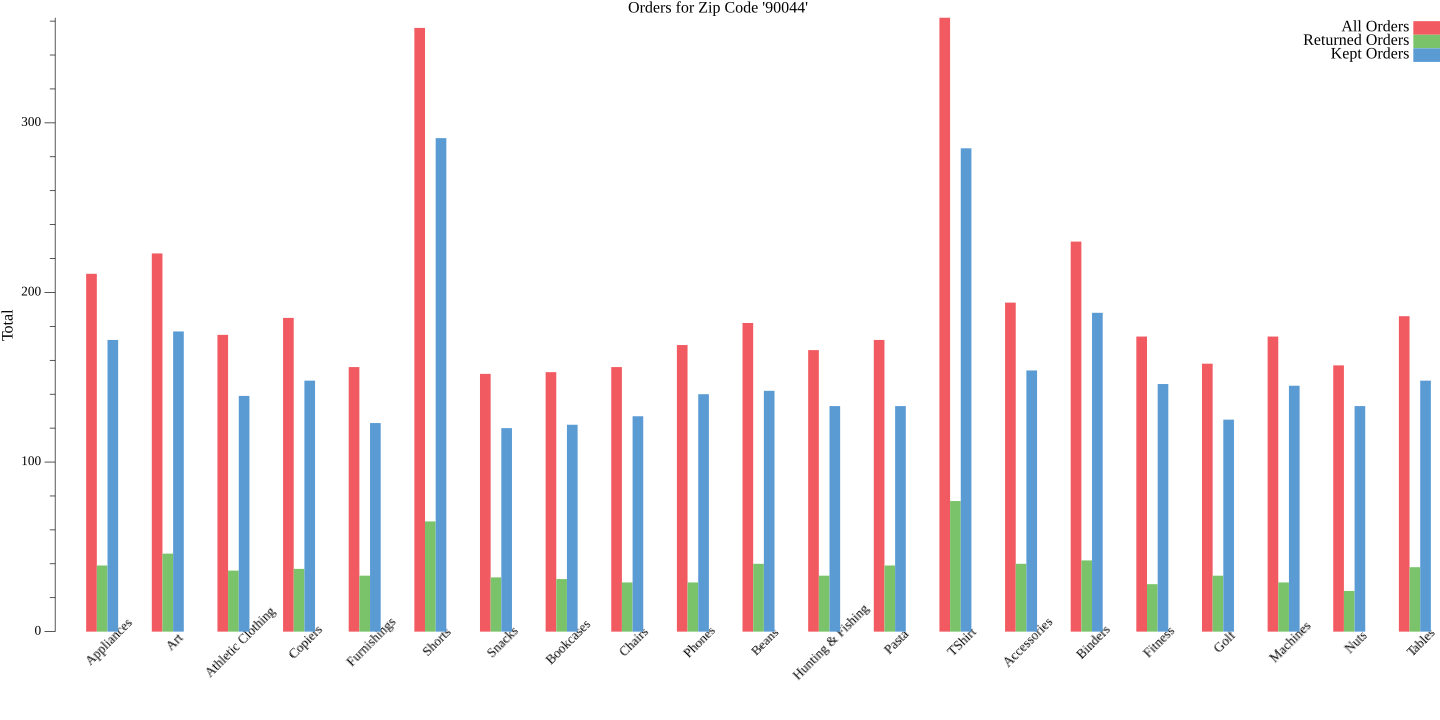 Orders for Zip Code '90044'
All Orders
Returned Orders
Kept Orders
Total
300
200
100
0
Appliances
Art
Athletic Clothing
Copiers
Furnishings
Shorts
Snacks
Bookcases
Chairs
Phones
Beans
Hunting & Fishing
Pasta
TShirt
Accessories
Binders
Fitness
Golf
Machines
Nuts
Tables